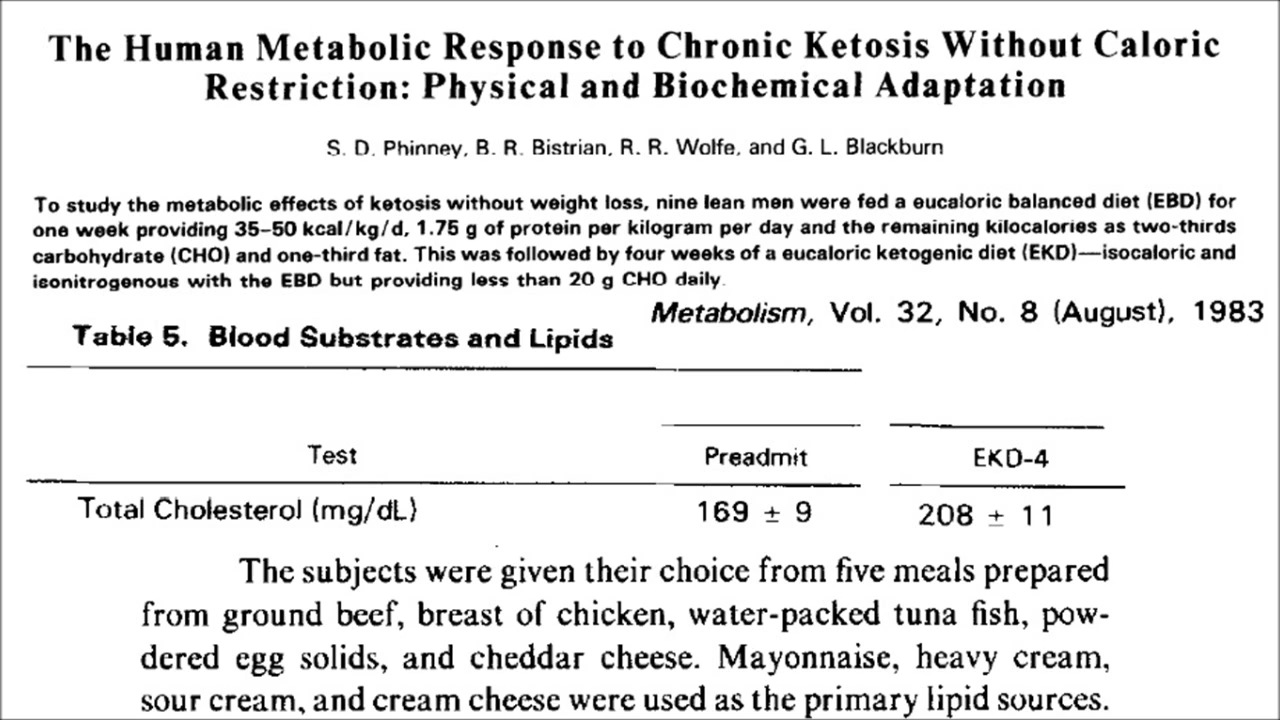 The Human Metabolic Response to Chronic Ketosis Without Caloric
Restriction: Physical and Biochemical Adaptation
S. D. Phinney, B. R. Bistrian, R. R. Wolfe, and G. L. Blackburn
To study the metabolic effects of ketosis without weight loss, nine lean men were fed a eucaloric balanced diet (EBD) for
one week providing 35–50 kcal/kg/d, 1.75 g of protein per kilogram per day and the remaining kilocalories as two-thirds
carbohydrate (CHO) and one-third fat. This was followed by four weeks of a eucaloric ketogenic diet (EKD)—isocaloric and
isonitrogenous with the EBD but providing less than 20 g CHO daily.
Metabolism, Vol. 32, No. 8 (August), 1983
Table 5. Blood Substrates and Lipids
Test Preadmit EKD-4
Total Cholesterol (mg/dL) 169 ± 9 208 ± 11
The subjects were given their choice from five meals prepared
from ground beef, breast of chicken, water-packed tuna fish, pow-
dered egg solids, and cheddar cheese. Mayonnaise, heavy cream,
sour cream, and cream cheese were used as the primary lipid sources.